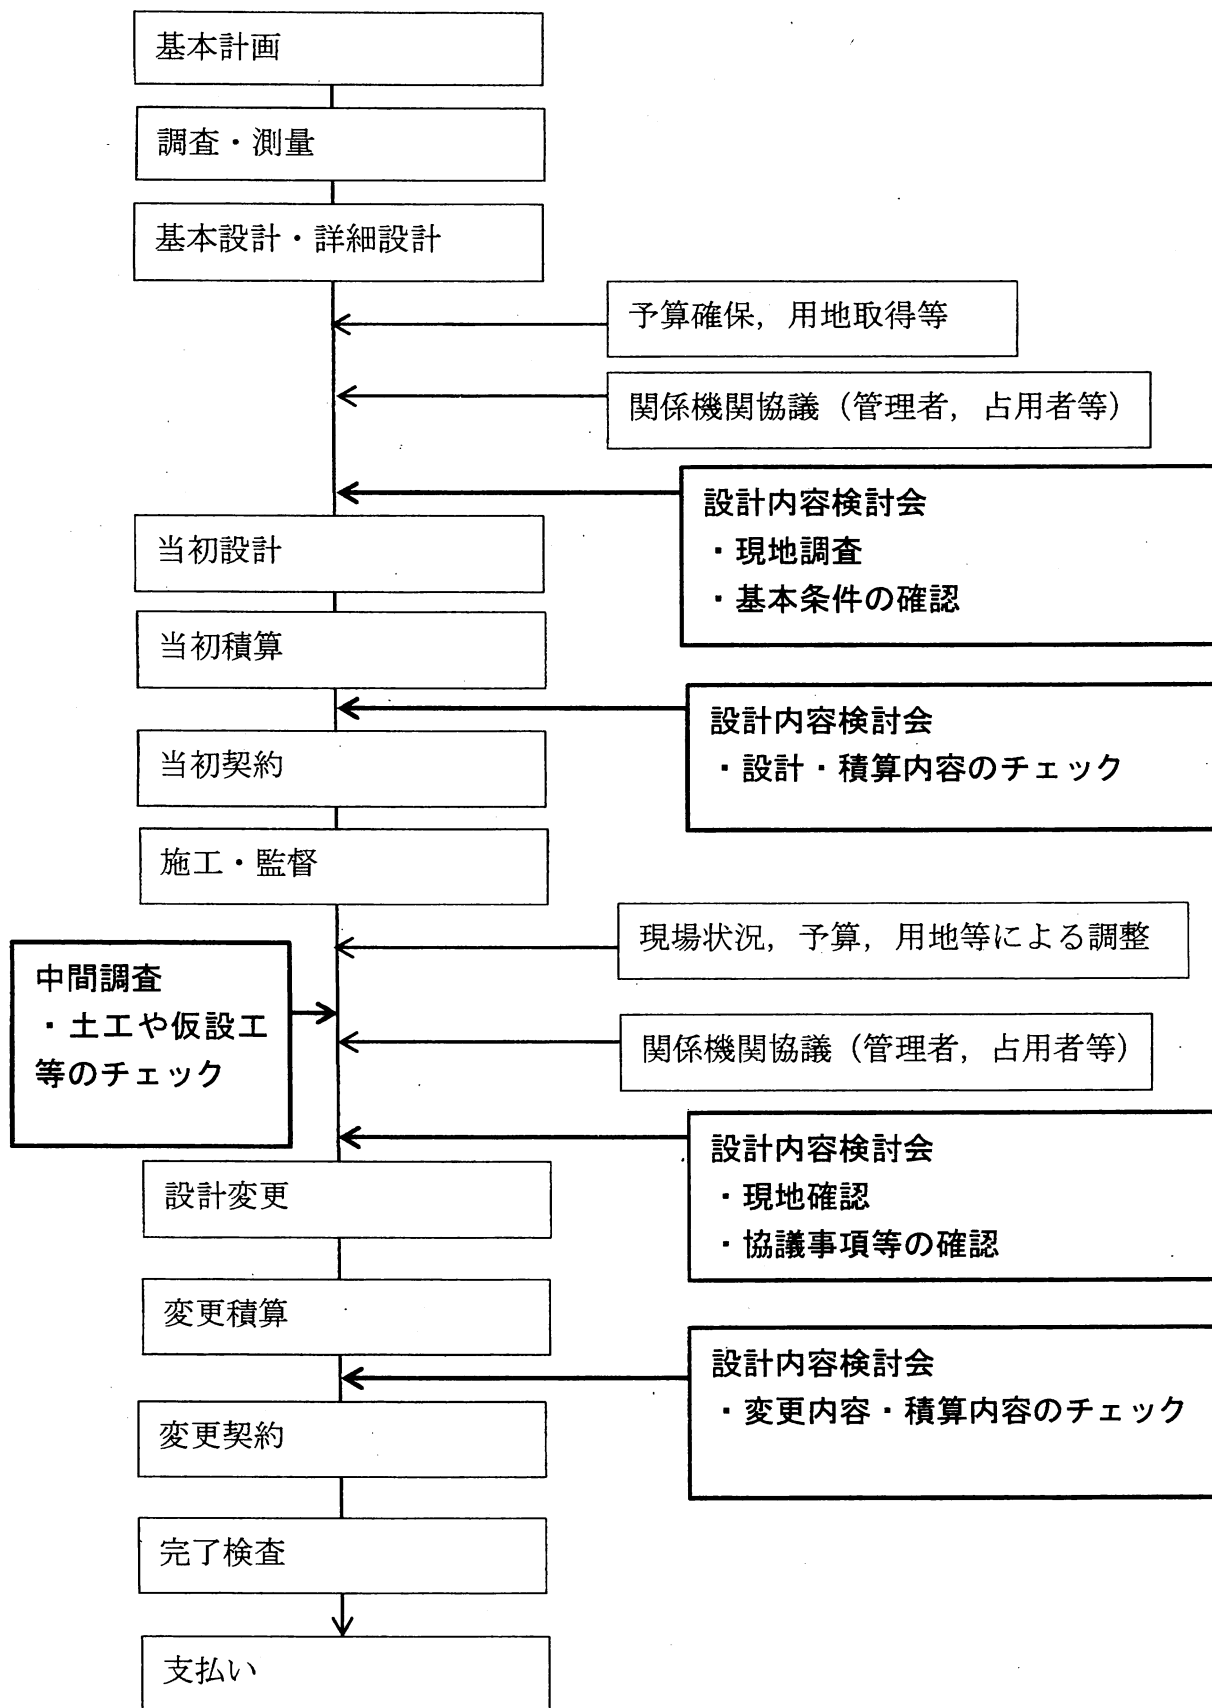 基本計画
調査・測量
基本設計・詳細設計
予算確保，用地取得等
関係機関協議（管理者，占用者等）
設計内容検討会
・現地調査
・基本条件の確認
当初設計
当初積算
設計内容検討会
・設計・積算内容のチェック
当初契約
施工・監督
現場状況，予算，用地等による調整
中間調査
・土工や仮設工
等のチェック
関係機関協議（管理者，占用者等）
設計内容検討会
・現地確認
・協議事項等の確認
設計変更
変更積算
設計内容検討会
・変更内容・積算内容のチェック
変更契約
完了検査
支払い